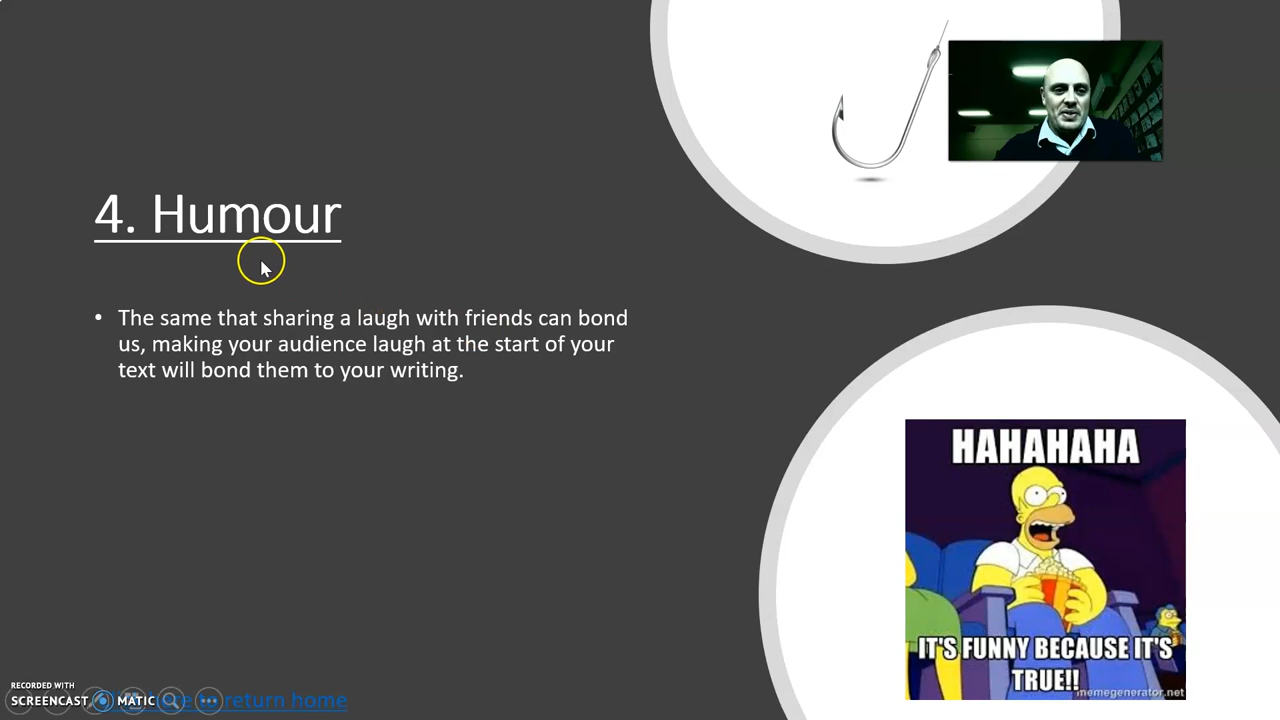 4. Humour
• The same that sharing a laugh with friends can bond
us, making your audience laugh at the start of your
text will bond them to your writing.
HAHAHAHA
IT'S FUNNY BECAUSE IT'S
TRUE!!
memegenerator.net
RECORDED WITH
SCREENCAST MATIC
to return home